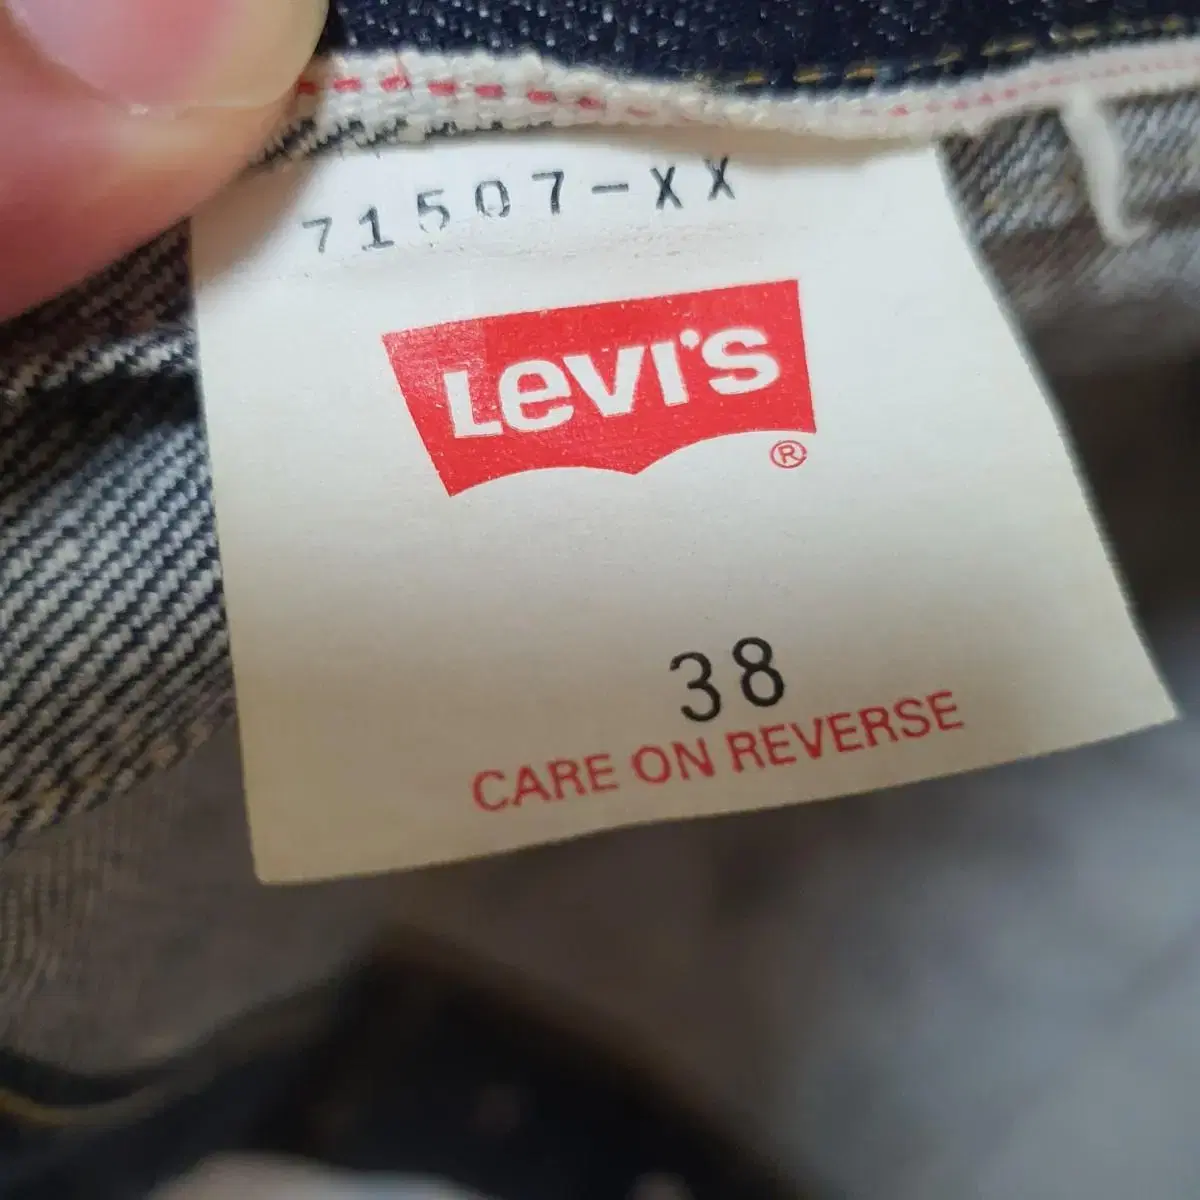 71507-XX
Levi's
®
38
CARE ON REVERSE